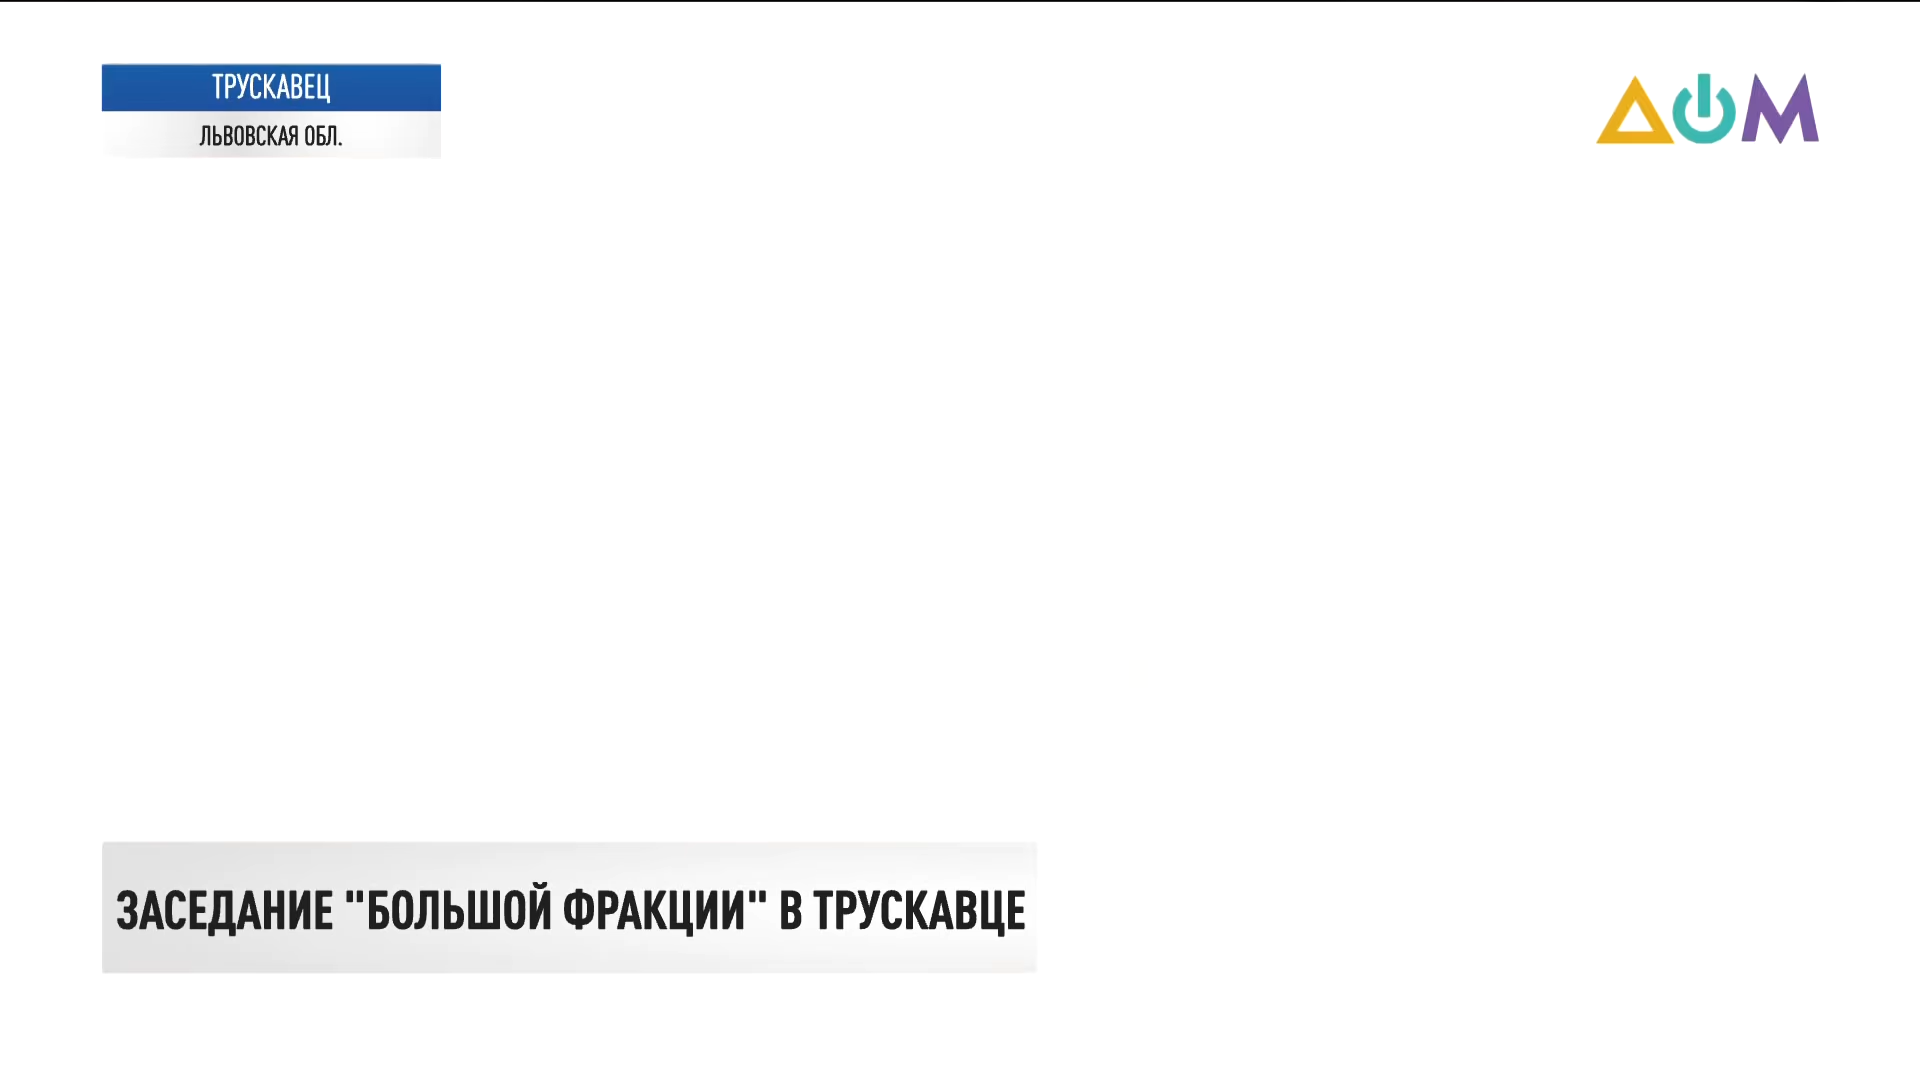 ТРУСКАВЕЦ
ЛЬВОВСКАЯ ОБЛ.
ДОМ
ЗАСЕДАНИЕ "БОЛЬШОЙ ФРАКЦИИ" В ТРУСКАВЦЕ